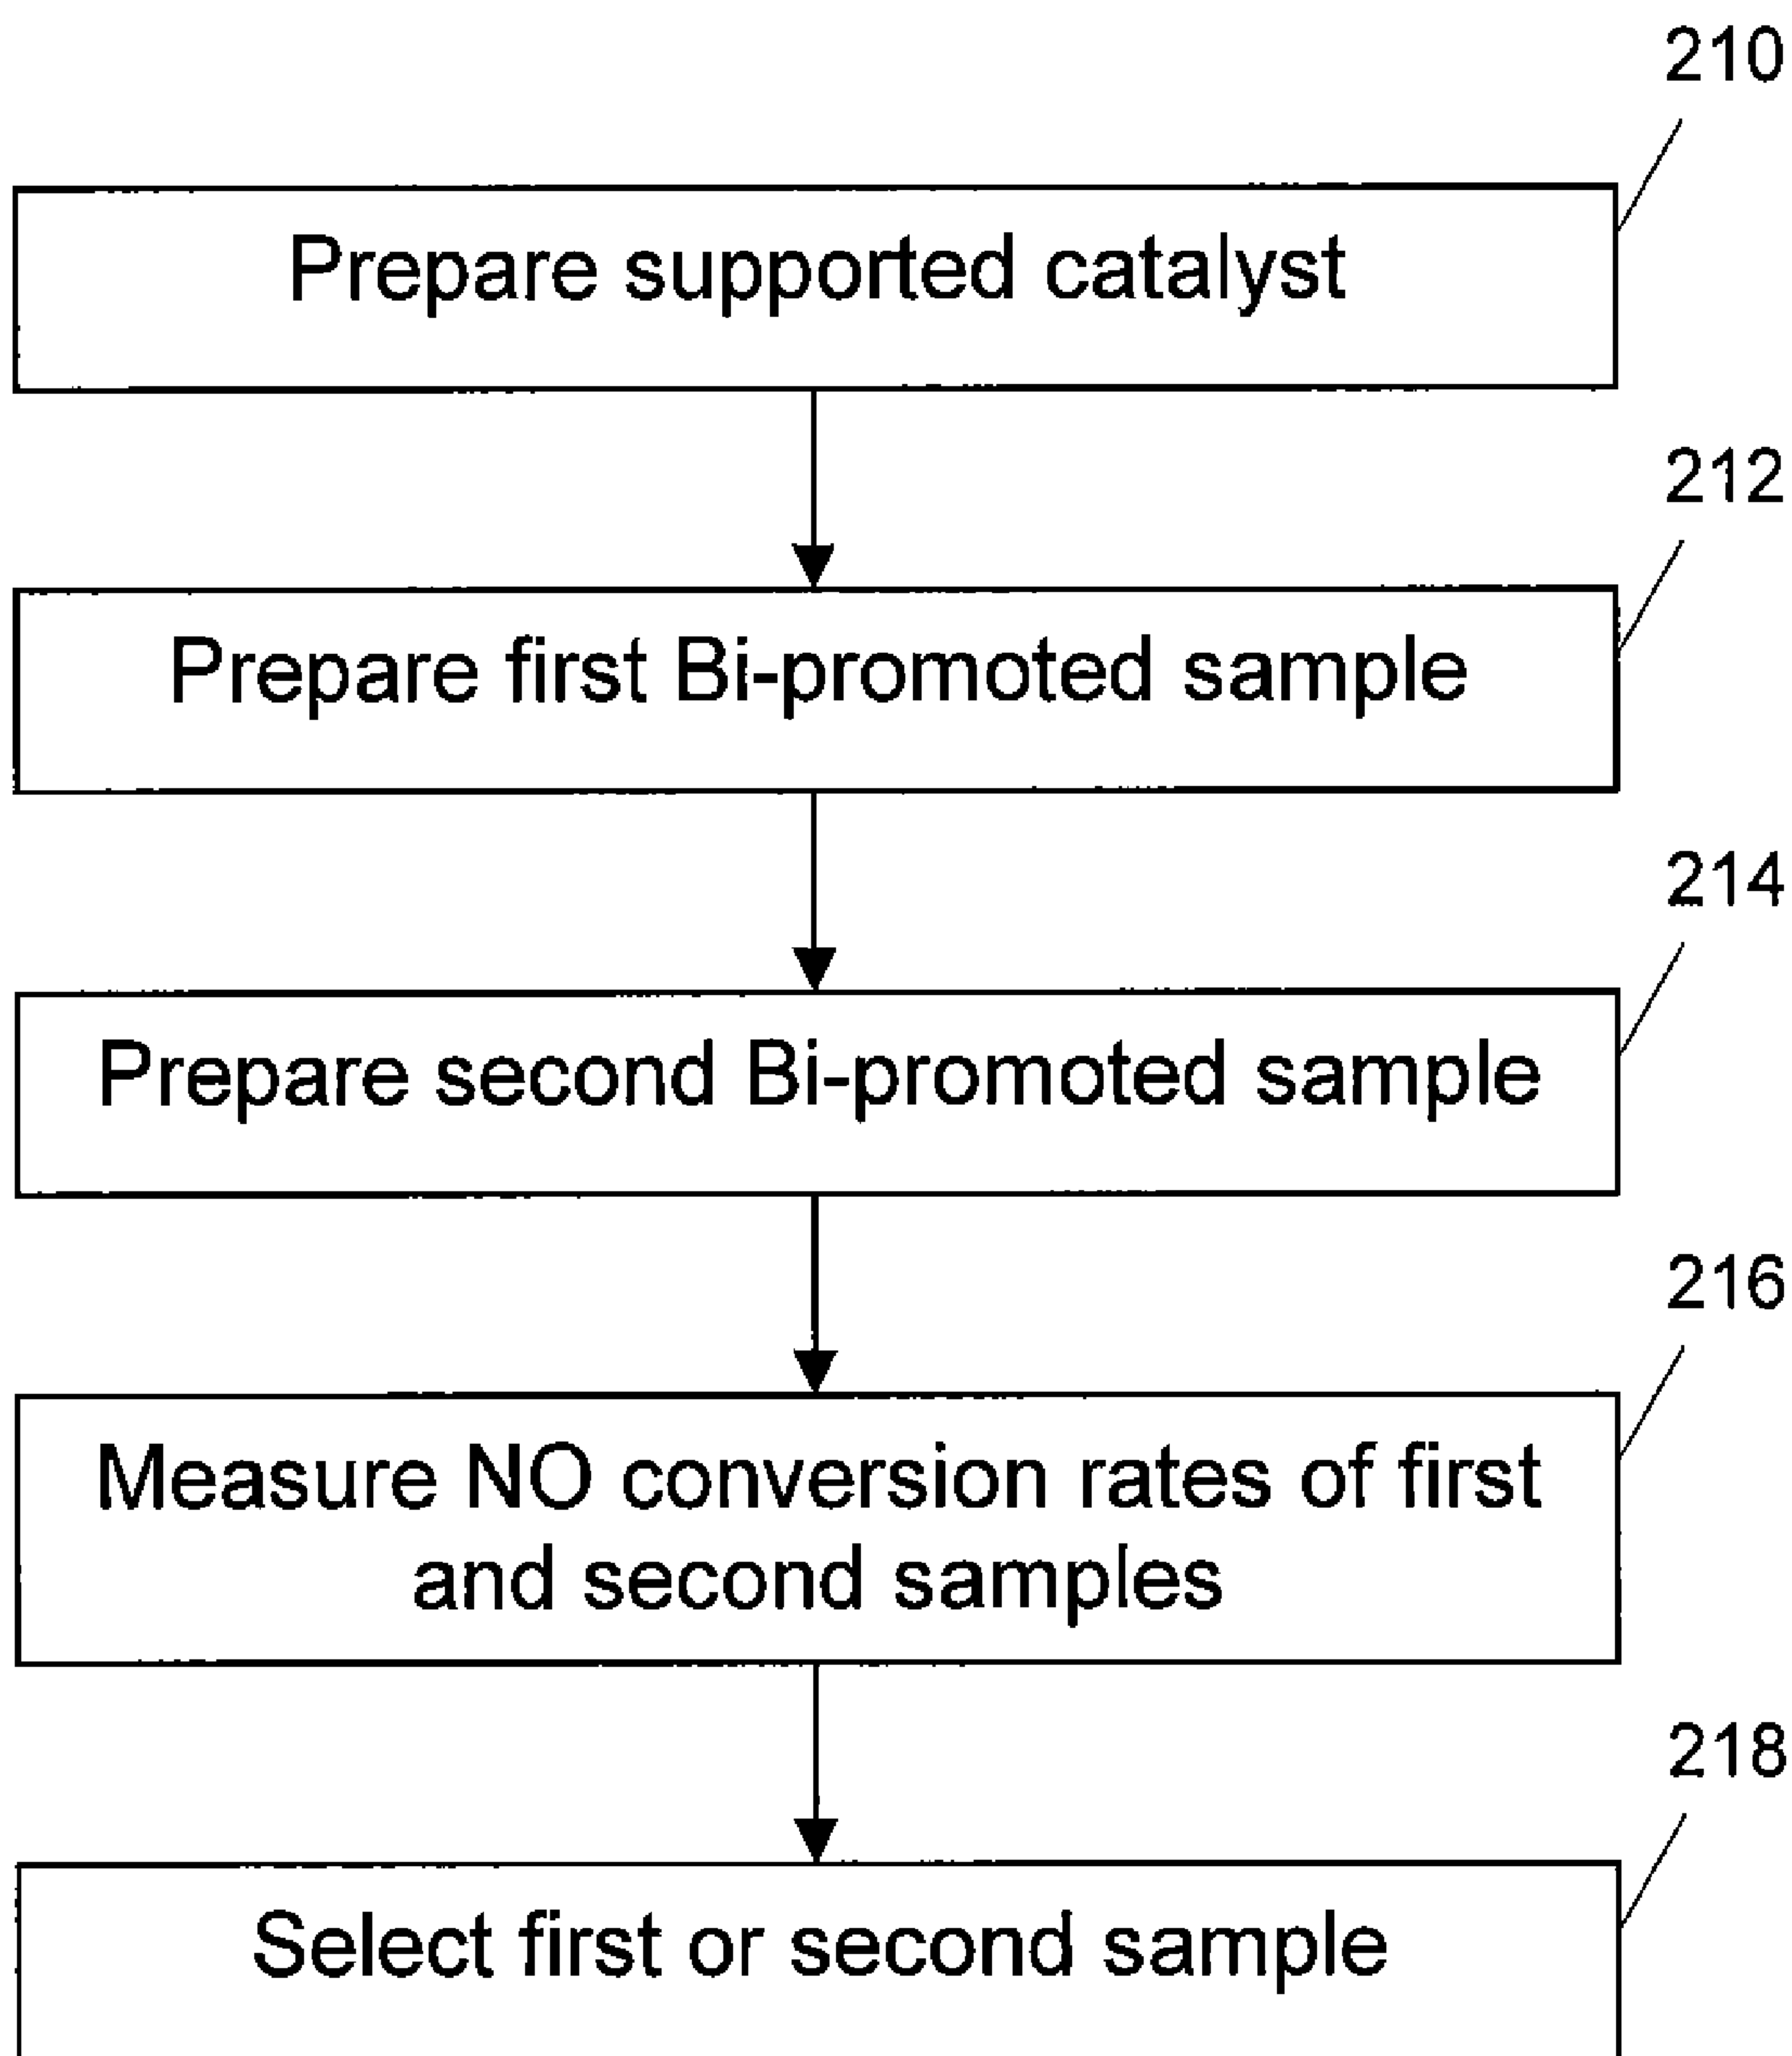 210
Prepare supported catalyst
212
Prepare first Bi-promoted sample
214
Prepare second Bi-promoted sample
216
Measure NO conversion rates of first
and second samples
218
Select first or second sample